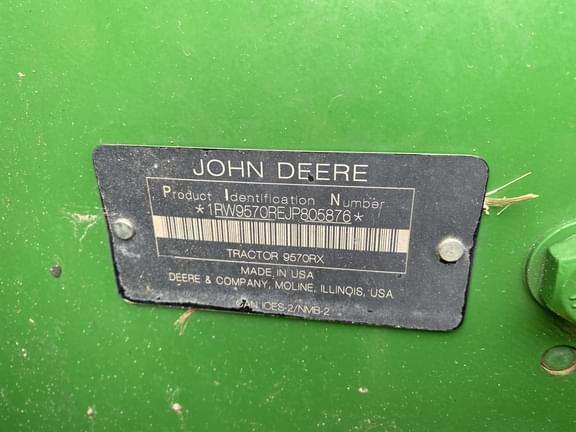 JOHN DEERE
Product Identification Number
*1RW9570REJP805876*
TRACTOR 9570RX
MADE IN USA
DEERE & COMPANY, MOLINE, ILLINOIS, USA
CAN ICES-2/NMB-2